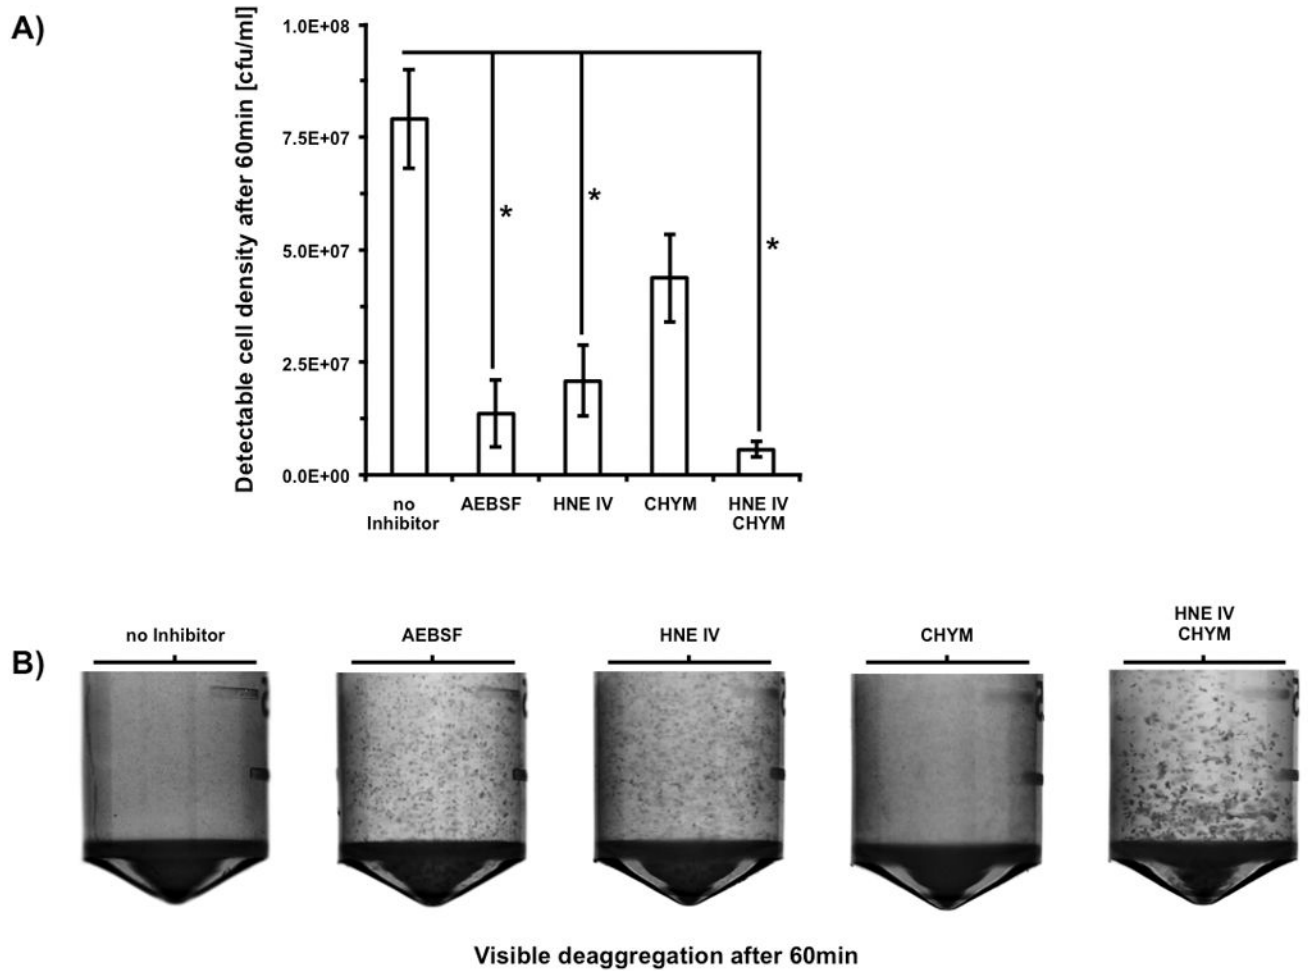 A)
Detectable cell density after 60min [cfu/ml]
1.0E+08
7.5E+07
5.0E+07
2.5E+07
0.0E+00
*
*
*
no
Inhibitor
AEBSF
HNE IV
CHYM
HNE IV
CHYM
B)
no Inhibitor
AEBSF
HNE IV
CHYM
HNE IV
CHYM
Visible deaggregation after 60min